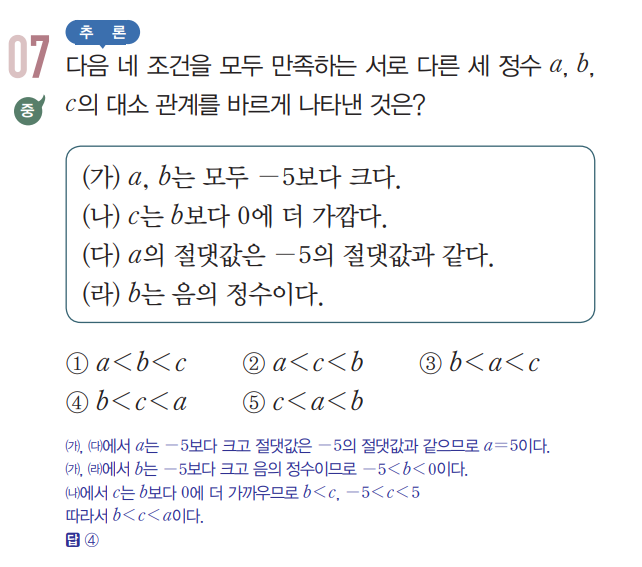 추 론
07
다음 네 조건을 모두 만족하는 서로 다른 세 정수 a, b,
중
c의 대소 관계를 바르게 나타낸 것은?
(가) a, b는 모두 −5보다 크다.
(나) c는 b보다 0에 더 가깝다.
(다) a의 절댓값은 −5의 절댓값과 같다.
(라) b는 음의 정수이다.
① a<b<c ② a<c<b ③ b<a<c
④ b<c<a ⑤ c<a<b
㈎, ㈐에서 a는 −5보다 크고 절댓값은 −5의 절댓값과 같으므로 a=5이다.
㈎, ㈑에서 b는 −5보다 크고 음의 정수이므로 −5<b<0이다.
㈏에서 c는 b보다 0에 더 가까우므로 b<c, −5<c<5
따라서 b<c<a이다.
답 ④